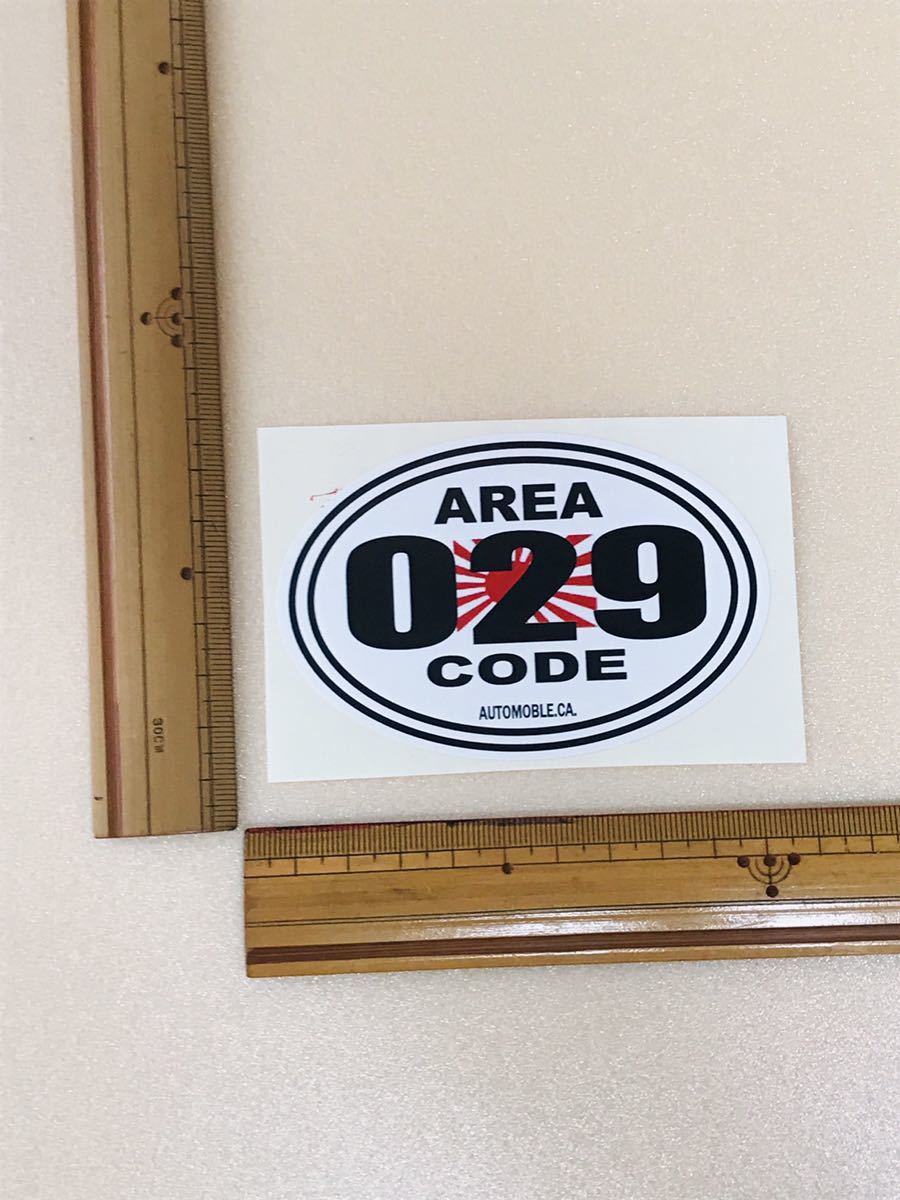 AREA
029
CODE
AUTOMOBLE.CA.
30CM